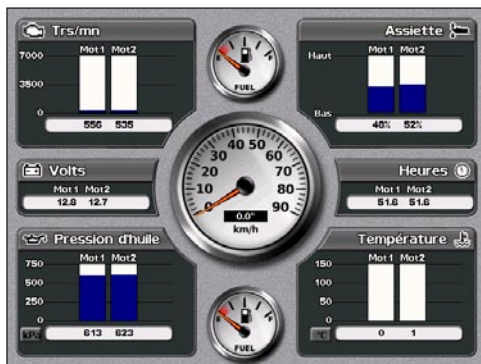 Trs/mn
Mot1 Mot2
7000
3500
0
556 535
FUEL
Assiette
Mot1 Mot2
Haut
Bas
48% 52%
Volts
Mot1 Mot2
12.8 12.7
0 10 20 30 40 50 60 70 80 90
0.0
km/h
Heures
Mot1 Mot2
51.6 51.6
Pression d'huile
Mot1 Mot2
750
500
250
0
kPa
613 623
FUEL
Température
Mot1 Mot2
150
100
50
0
°C
0 1